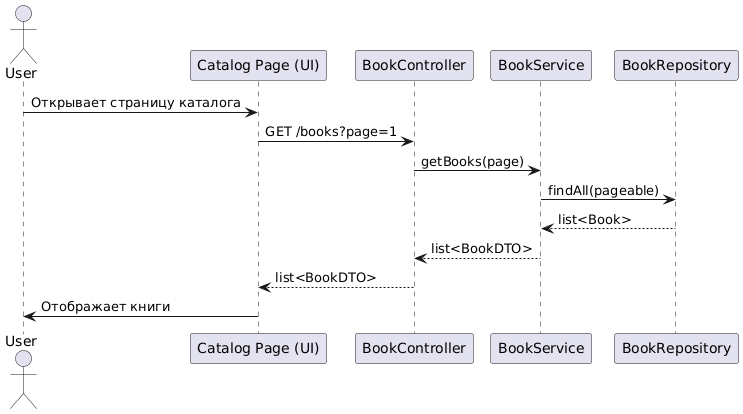 User
Catalog Page (UI)
BookController
BookService
BookRepository
Открывает страницу каталога
GET /books?page=1
getBooks(page)
findAll(pageable)
list<Book>
list<BookDTO>
list<BookDTO>
Отображает книги
User
Catalog Page (UI)
BookController
BookService
BookRepository